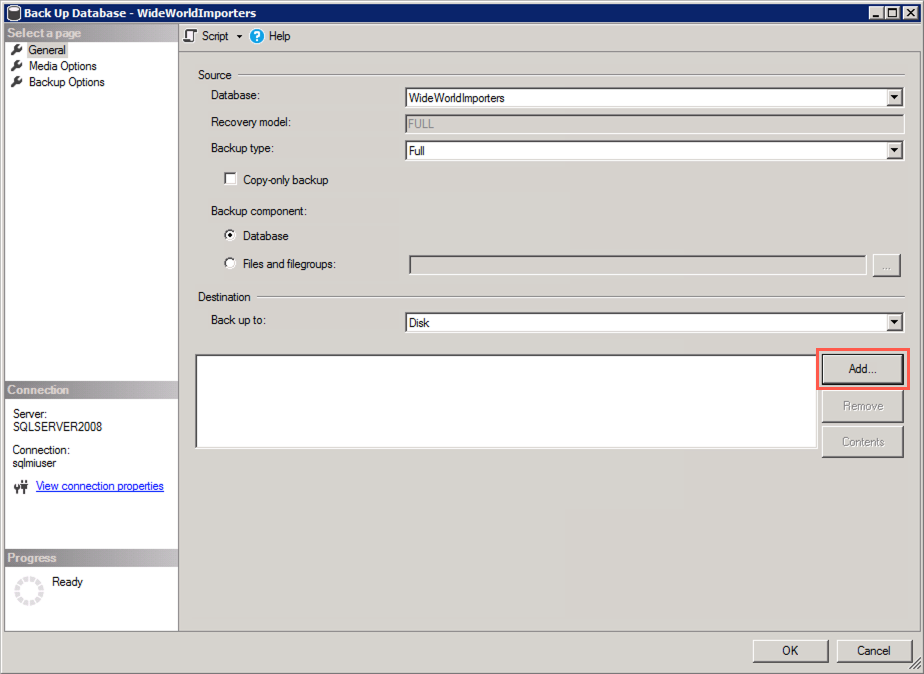 Back Up Database - WideWorldImporters
Select a page
General
Media Options
Backup Options
Script
Help
Source
Database:
WideWorldImporters
Recovery model:
FULL
Backup type:
Full
Copy-only backup
Backup component:
Database
Files and filegroups:
...
Destination
Back up to:
Disk
Add...
Remove
Contents
Connection
Server:
SQLSERVER2008
Connection:
sqlmiuser
View connection properties
Progress
Ready
OK
Cancel